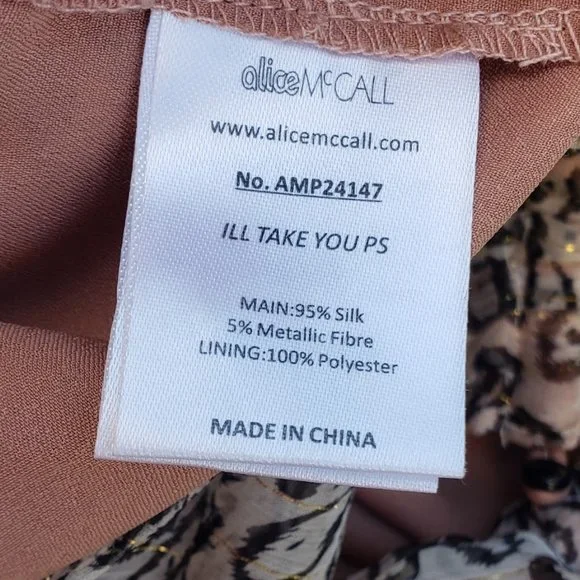 alice McCALL
www.alicemccall.com
No. AMP24147
ILL TAKE YOU PS
MAIN:95% Silk
5% Metallic Fibre
LINING:100% Polyester
MADE IN CHINA